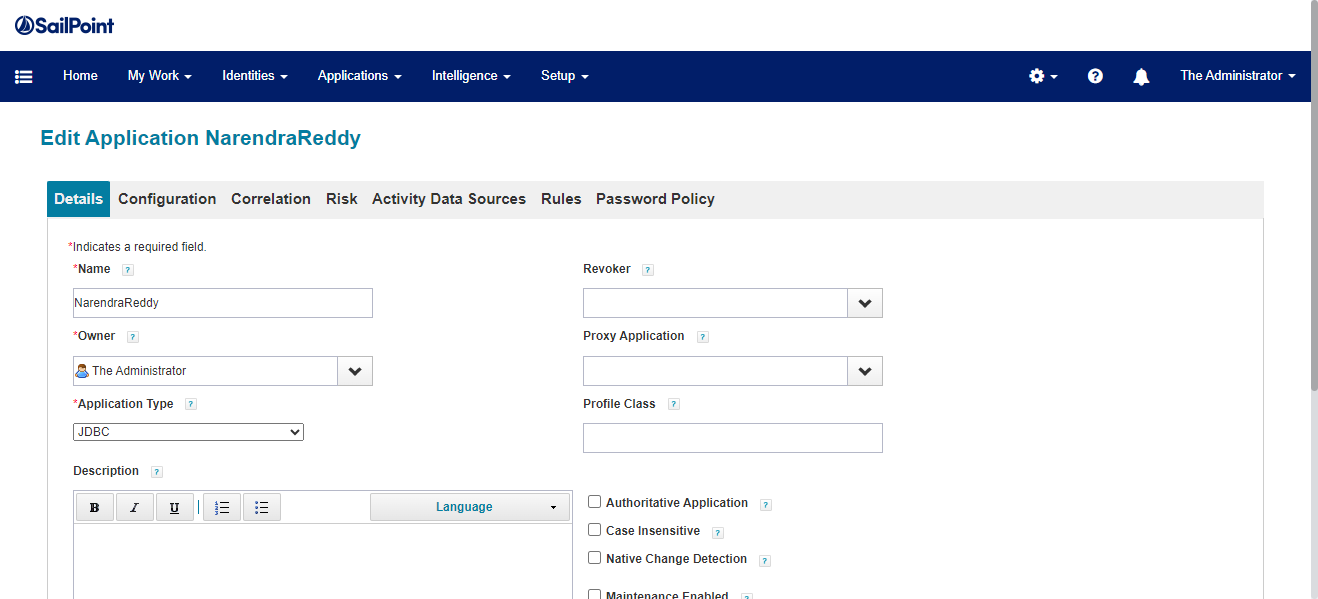 SailPoint
Home My Work Identities Applications Intelligence Setup The Administrator
Edit Application NarendraReddy
Details Configuration Correlation Risk Activity Data Sources Rules Password Policy
*Indicates a required field.
*Name ?
NarendraReddy
Revoker ?
*Owner ?
The Administrator
Proxy Application ?
*Application Type ?
JDBC
Profile Class ?
Description ?
B I U Language
Authoritative Application ?
Case Insensitive ?
Native Change Detection ?
Maintenance Enabled ?